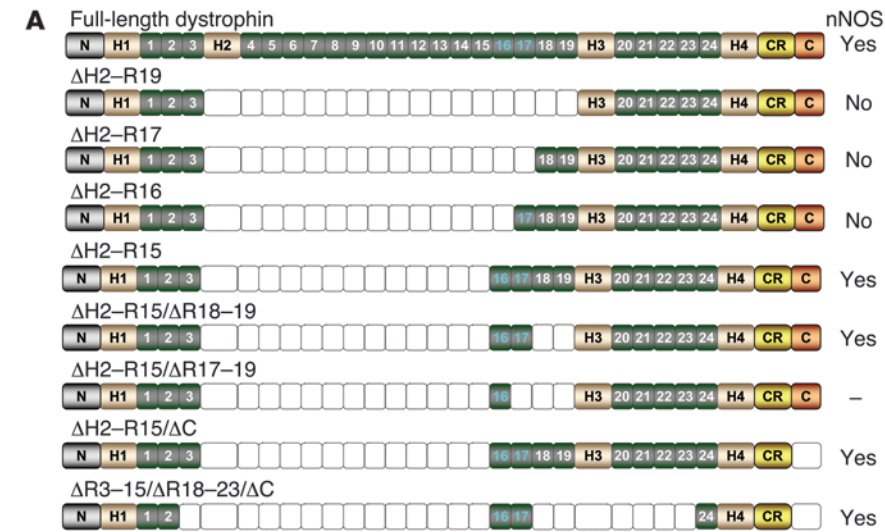 A Full-length dystrophin nNOS
N H1 1 2 3 H2 4 5 6 7 8 9 10 11 12 13 14 15 16 17 18 19 H3 20 21 22 23 24 H4 CR C Yes
ΔH2–R19
N H1 1 2 3 H3 20 21 22 23 24 H4 CR C No
ΔH2–R17
N H1 1 2 3 18 19 H3 20 21 22 23 24 H4 CR C No
ΔH2–R16
N H1 1 2 3 17 18 19 H3 20 21 22 23 24 H4 CR C No
ΔH2–R15
N H1 1 2 3 16 17 18 19 H3 20 21 22 23 24 H4 CR C Yes
ΔH2–R15/ΔR18–19
N H1 1 2 3 16 17 H3 20 21 22 23 24 H4 CR C Yes
ΔH2–R15/ΔR17–19
N H1 1 2 3 16 H3 20 21 22 23 24 H4 CR C –
ΔH2–R15/ΔC
N H1 1 2 3 16 17 18 19 H3 20 21 22 23 24 H4 CR Yes
ΔR3–15/ΔR18–23/ΔC
N H1 1 2 16 17 24 H4 CR Yes